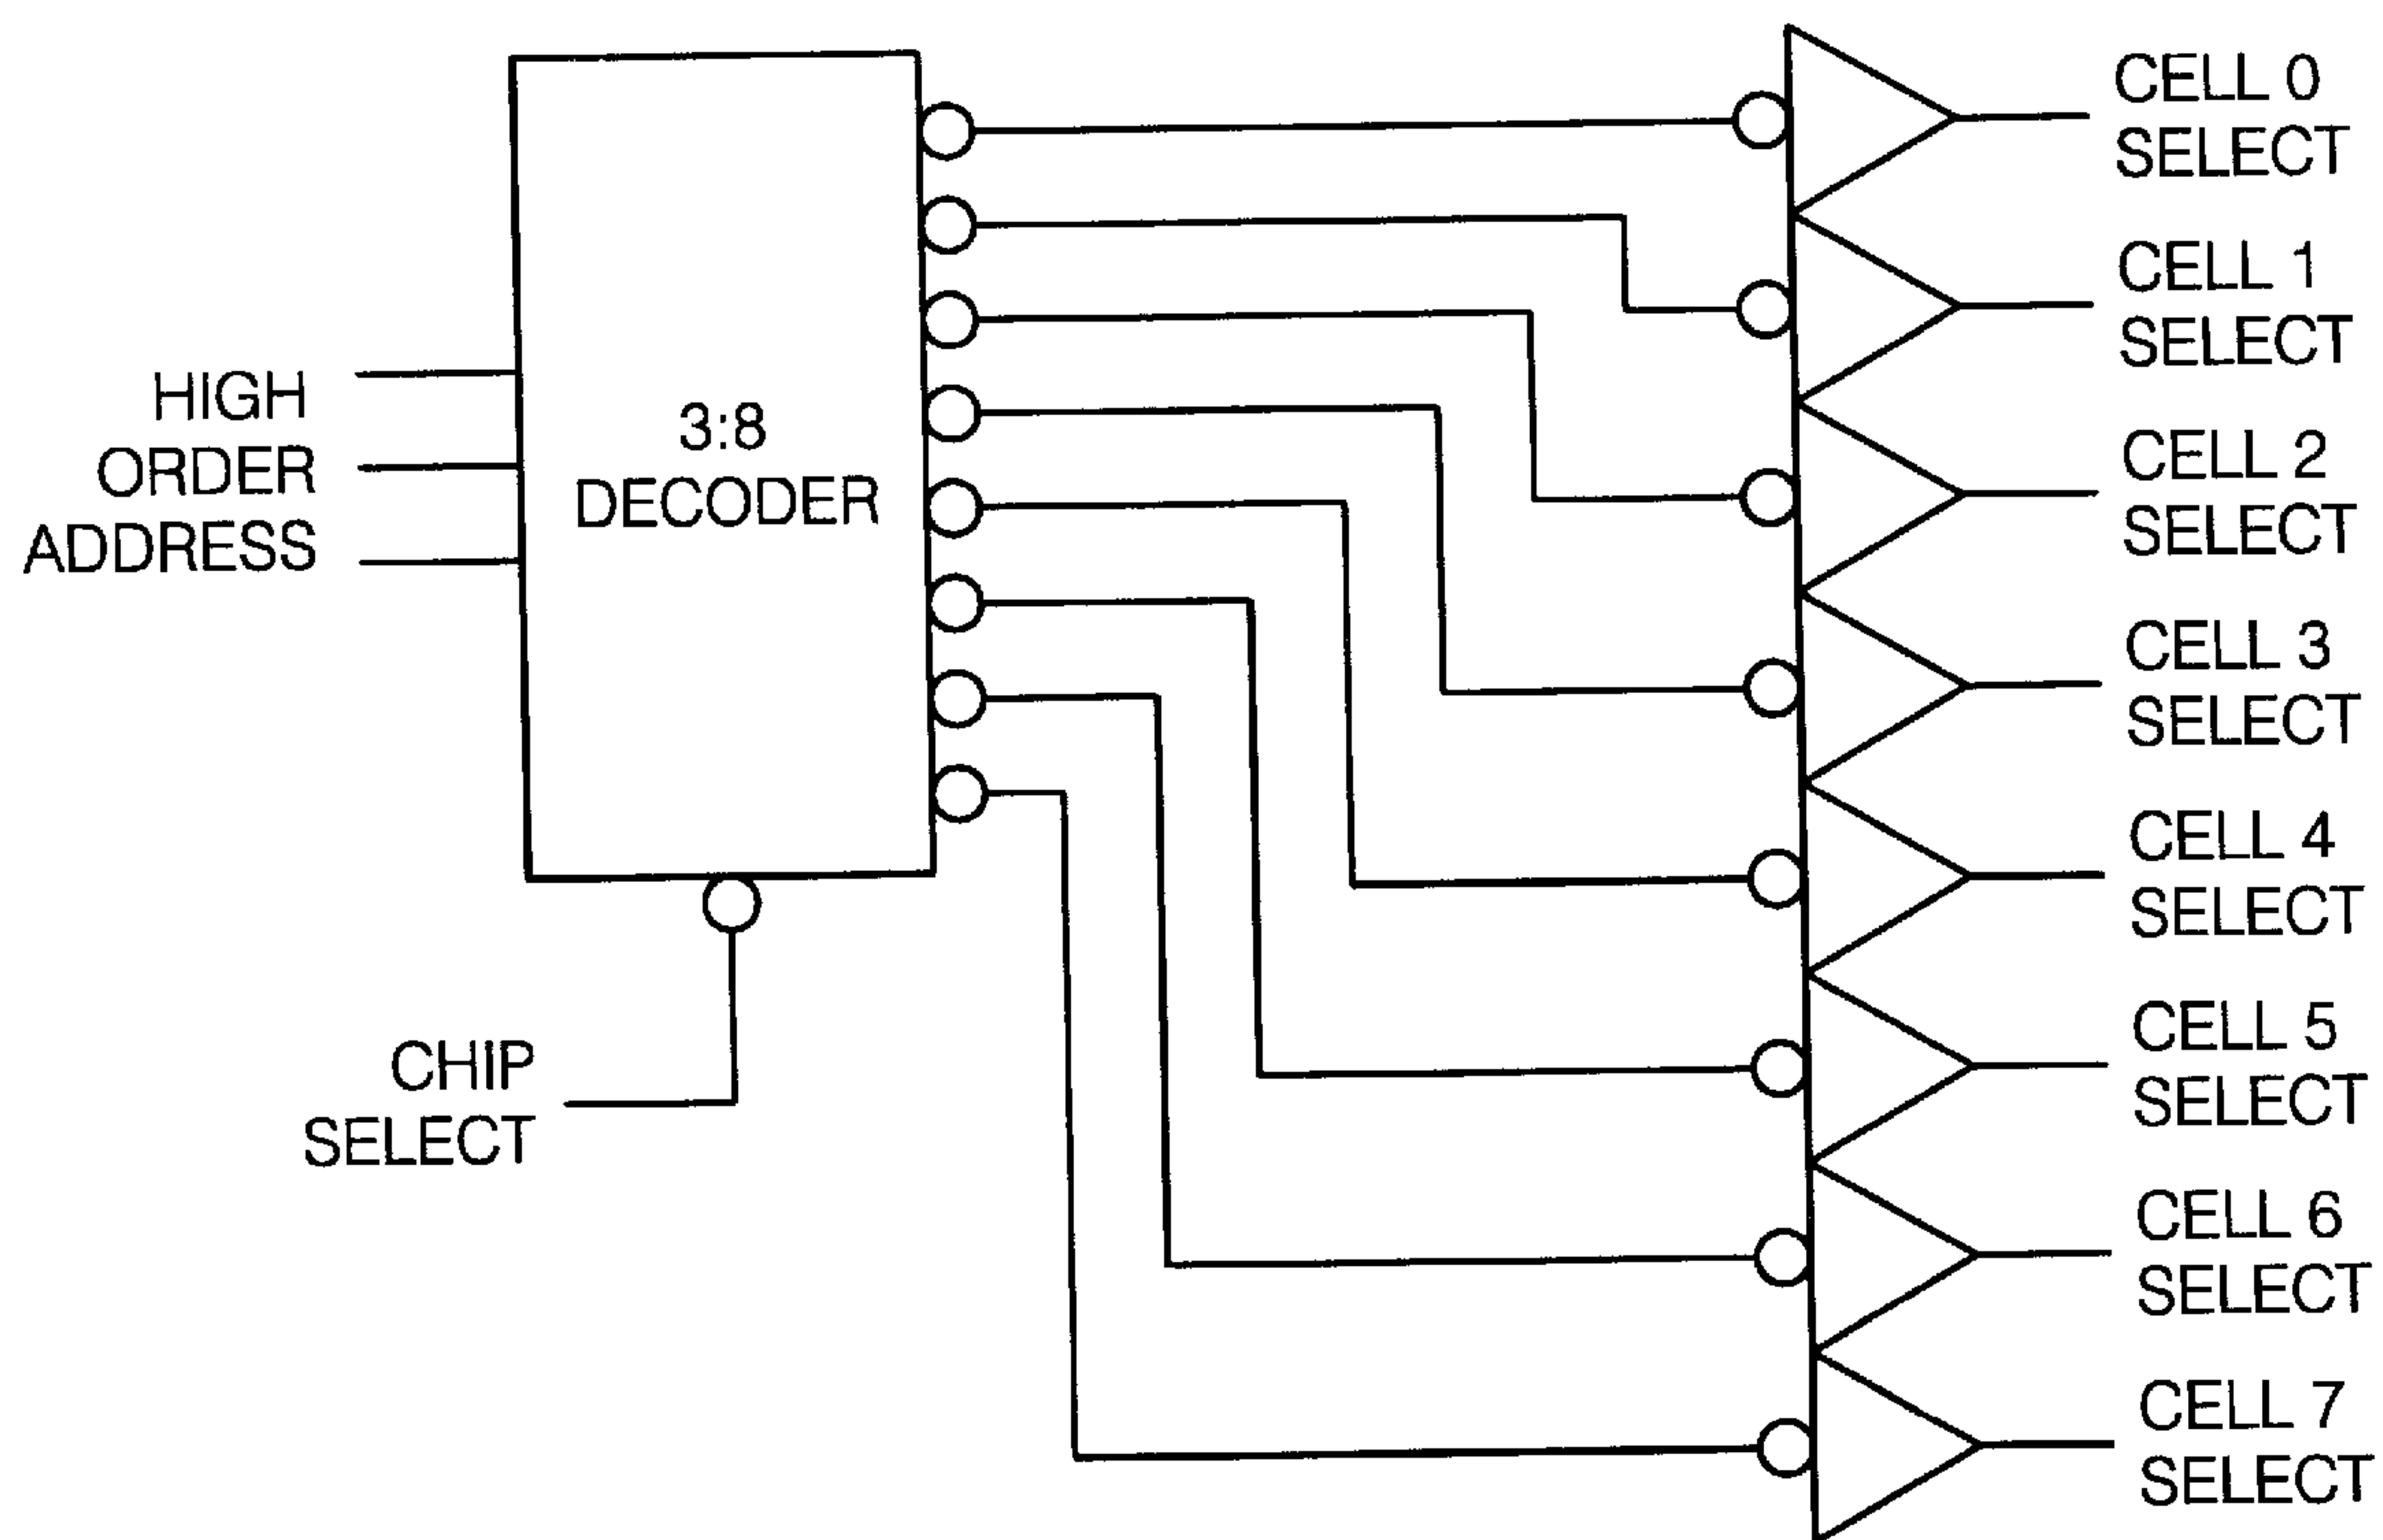 HIGH
ORDER
ADDRESS
3:8
DECODER
CHIP
SELECT
CELL 0
SELECT
CELL 1
SELECT
CELL 2
SELECT
CELL 3
SELECT
CELL 4
SELECT
CELL 5
SELECT
CELL 6
SELECT
CELL 7
SELECT